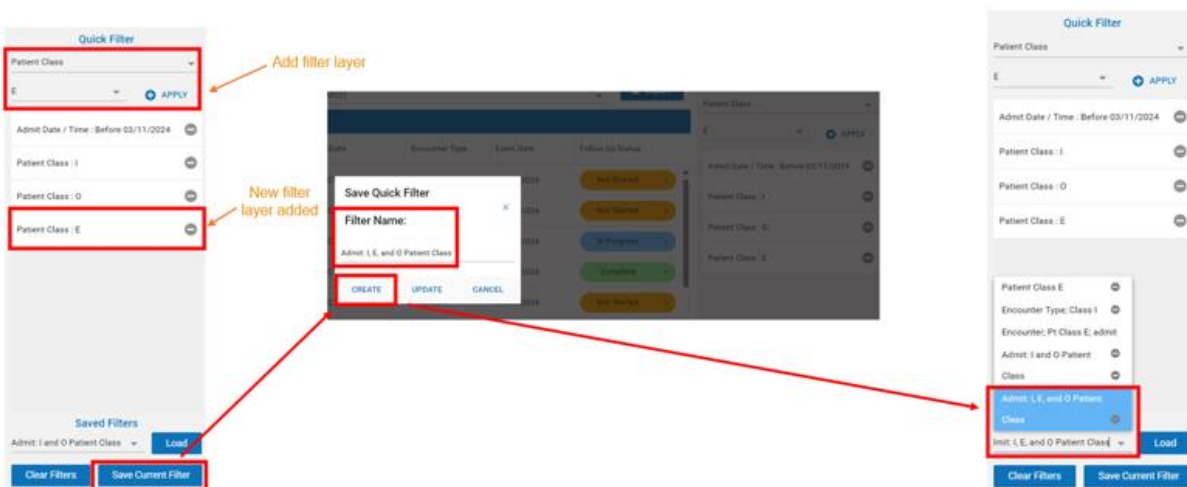 Quick Filter
Patient Class
E
APPLY
Admit Date / Time : Before 03/11/2024
Patient Class : I
Patient Class : O
Patient Class : E
Saved Filters
Admit: I and O Patient Class
Load
Clear Filters
Save Current Filter
Add filter layer
New filter
layer added
Patient Class
E
APPLY
Date
Encounter Type
Event Date
Follow-Up Status
2024
Not Started
2024
Not Started
2024
In Progress
2024
Complete
2024
Not Started
Admit Date / Time : Before 03/11/2024
Patient Class : I
Patient Class : O
Patient Class : E
Save Quick Filter
×
Filter Name:
Admit: I, E, and O Patient Class
CREATE
UPDATE
CANCEL
Quick Filter
Patient Class
E
APPLY
Admit Date / Time : Before 03/11/2024
Patient Class : I
Patient Class : O
Patient Class : E
Patient Class E
Encounter Type; Class I
Encounter; Pt Class E; admit
Admit: I and O Patient
Class
Admit: I, E, and O Patient
Class
lmit: I, E, and O Patient Class
Load
Clear Filters
Save Current Filter